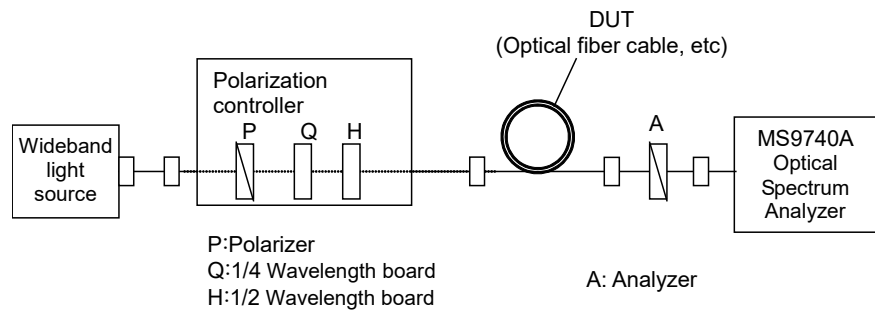 DUT
(Optical fiber cable, etc)
Polarization
controller
P
Q
H
A
Wideband
light
source
MS9740A
Optical
Spectrum
Analyzer
P:Polarizer
Q:1/4 Wavelength board
H:1/2 Wavelength board
A: Analyzer